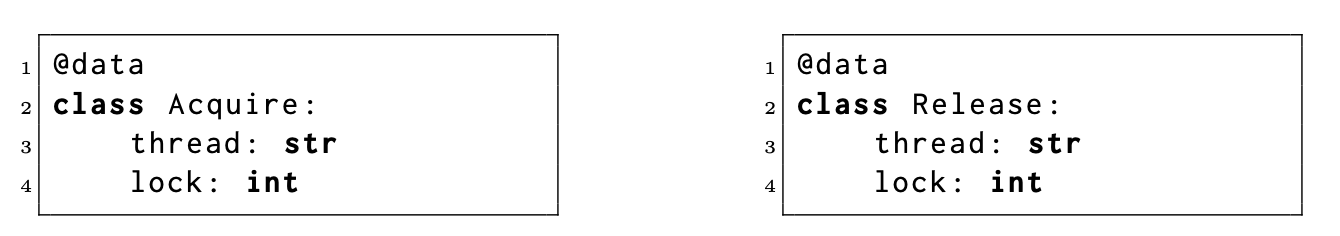 1 @data
2 class Acquire:
3     thread: str
4     lock: int
1 @data
2 class Release:
3     thread: str
4     lock: int